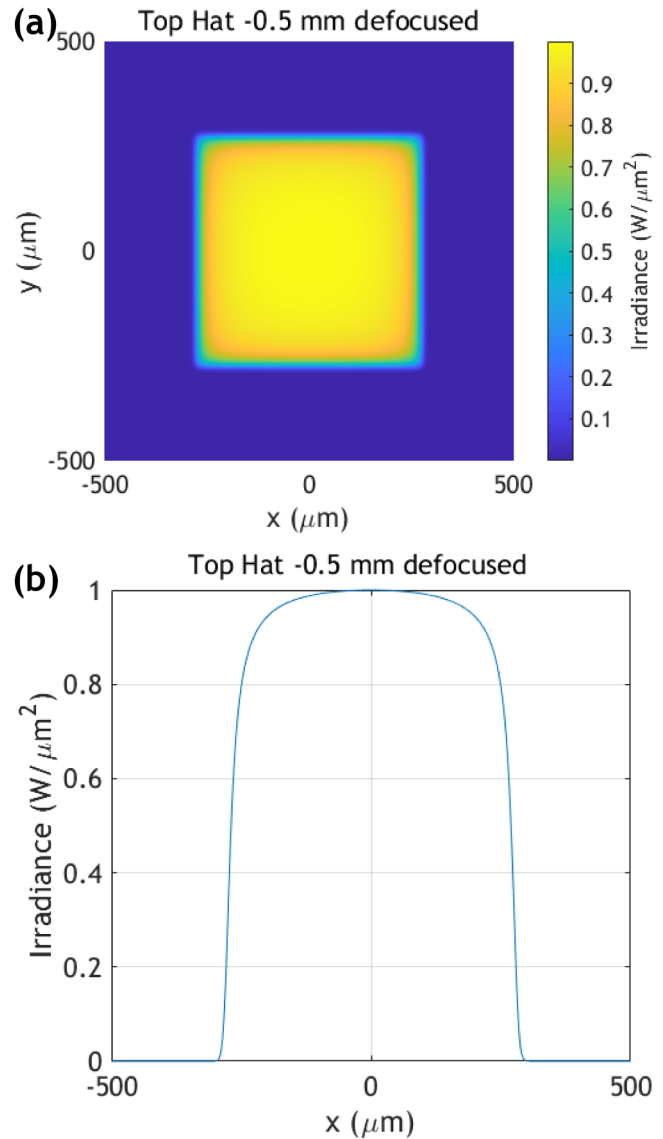 (a)
Top Hat -0.5 mm defocused
500
0
-500
y (μm)
-500
0
500
x (μm)
0.9
0.8
0.7
0.6
0.5
0.4
0.3
0.2
0.1
Irradiance (W/μm²)
(b)
Top Hat -0.5 mm defocused
1
0.8
0.6
0.4
0.2
0
Irradiance (W/μm²)
-500
0
500
x (μm)